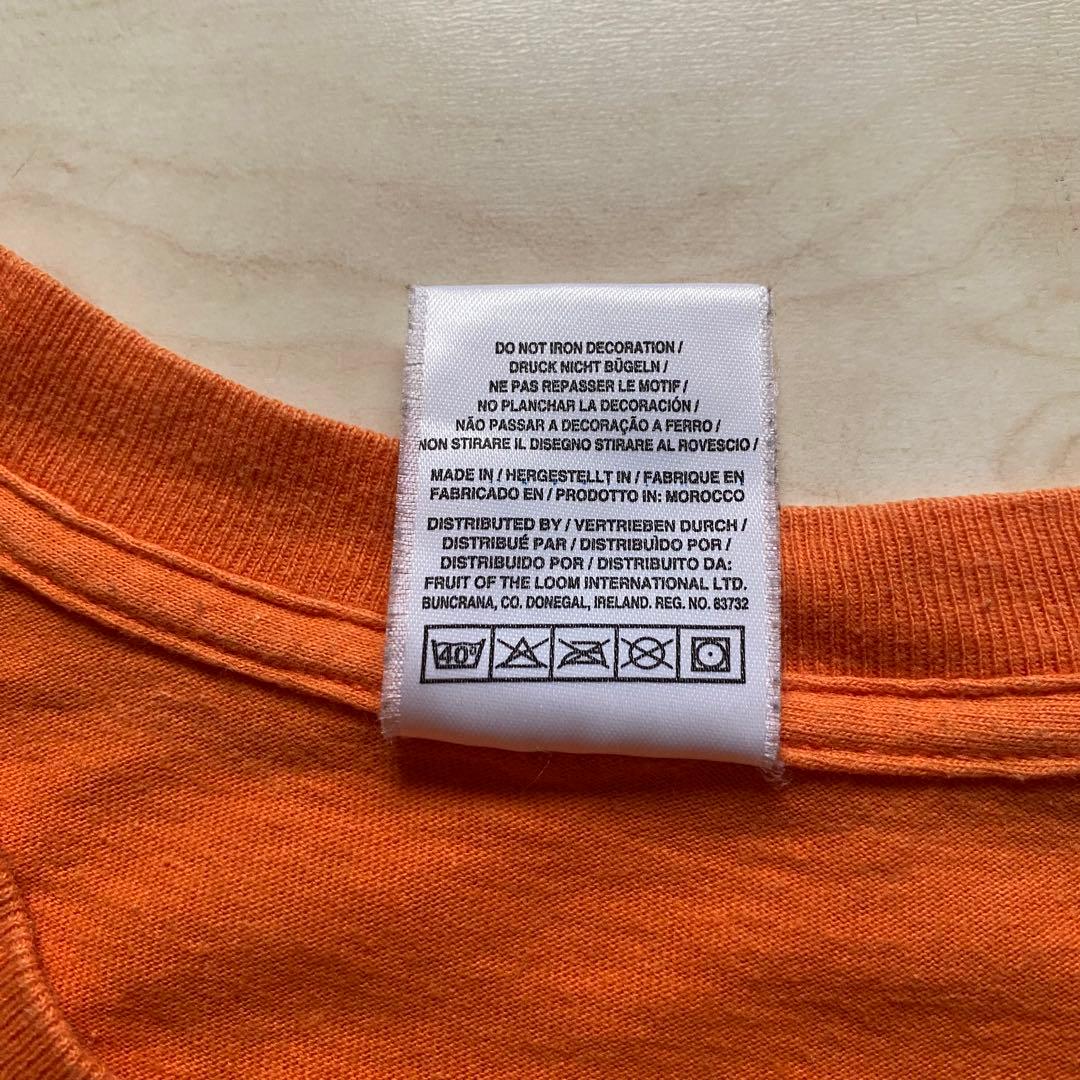 DO NOT IRON DECORATION /
DRUCK NICHT BÜGELN /
NE PAS REPASSER LE MOTIF /
NO PLANCHAR LA DECORACIÓN /
NÃO PASSAR A DECORAÇÃO A FERRO /
NON STIRARE IL DISEGNO STIRARE AL ROVESCIO /
MADE IN / HERGESTELLT IN / FABRIQUE EN
FABRICADO EN / PRODOTTO IN: MOROCCO
DISTRIBUTED BY / VERTRIEBEN DURCH /
DISTRIBUÉ PAR / DISTRIBUÌDO POR /
DISTRIBUIDO POR / DISTRIBUITO DA:
FRUIT OF THE LOOM INTERNATIONAL LTD.
BUNCRANA, CO. DONEGAL, IRELAND. REG. NO. 83732
40°